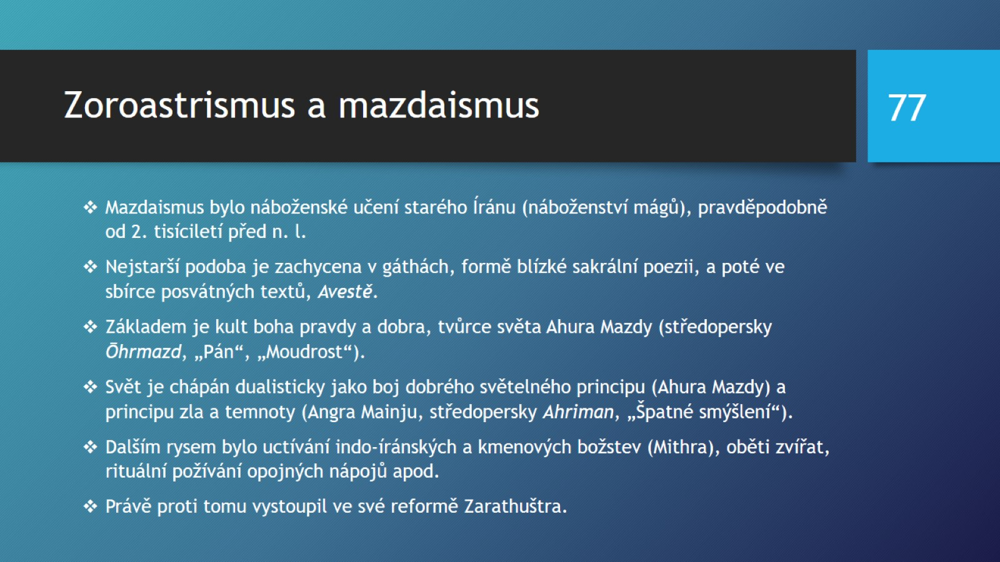 Zoroastrismus a mazdaismus
77
❖ Mazdaismus bylo náboženské učení starého Íránu (náboženství mágů), pravděpodobně
od 2. tisíciletí před n. l.
❖ Nejstarší podoba je zachycena v gáthách, formě blízké sakrální poezii, a poté ve
sbírce posvátných textů, Avestě.
❖ Základem je kult boha pravdy a dobra, tvůrce světa Ahura Mazdy (středopersky
Ōhrmazd, „Pán“, „Moudrost“).
❖ Svět je chápán dualisticky jako boj dobrého světelného principu (Ahura Mazdy) a
principu zla a temnoty (Angra Mainju, středopersky Ahriman, „Špatné smýšlení“).
❖ Dalším rysem bylo uctívání indo-íránských a kmenových božstev (Mithra), oběti zvířat,
rituální požívání opojných nápojů apod.
❖ Právě proti tomu vystoupil ve své reformě Zarathuštra.